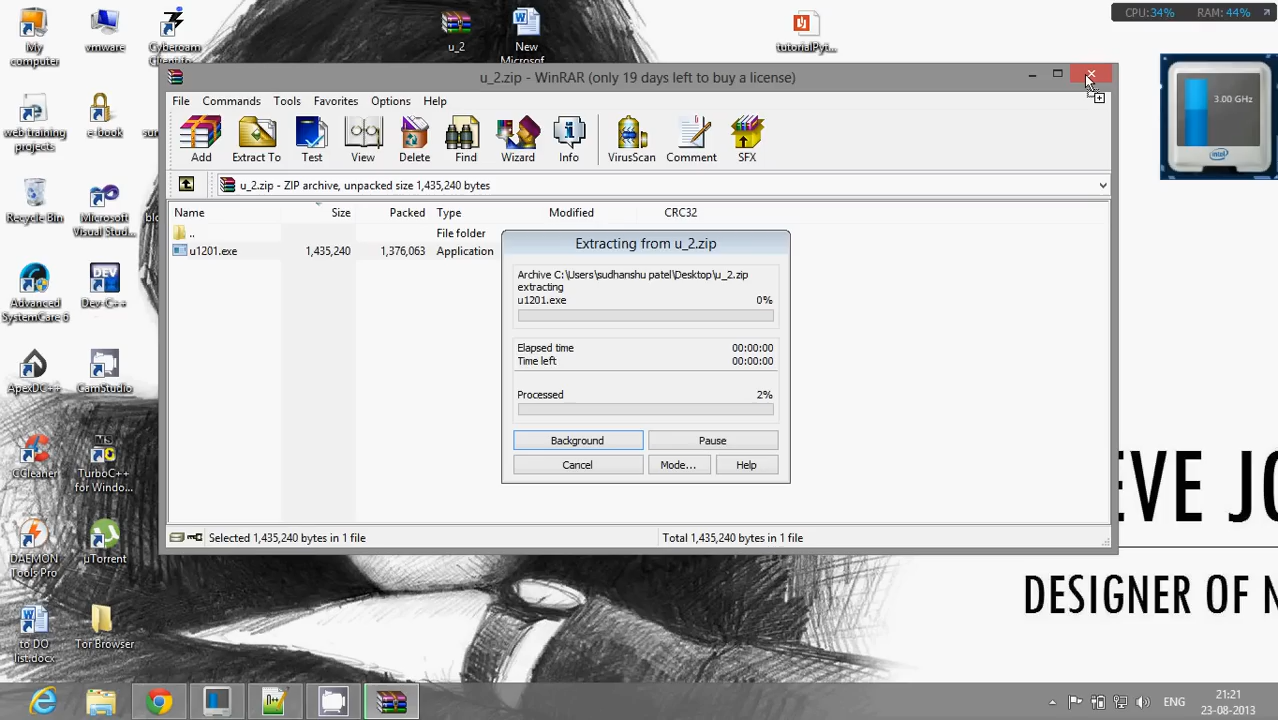 CPU:34% RAM:44%
My computer
vmware
Cyberoam
u_2
New Microsof
tutorialPyt...
u_2.zip - WinRAR (only 19 days left to buy a license)
File Commands Tools Favorites Options Help
Add Extract To Test View Delete Find Wizard Info VirusScan Comment SFX
u_2.zip - ZIP archive, unpacked size 1,435,240 bytes
Name Size Packed Type Modified CRC32
.. File folder
u1201.exe 1,435,240 1,376,063 Application
Extracting from u_2.zip
Archive C:\Users\sudhanshu patel\Desktop\u_2.zip
extracting
u1201.exe 0%
Elapsed time 00:00:00
Time left 00:00:00
Processed 2%
Background Pause
Cancel Mode... Help
Selected 1,435,240 bytes in 1 file Total 1,435,240 bytes in 1 file
3.00 GHz
intel
web training projects
e-book
sur
Recycle Bin
Microsoft Visual Stud...
blo
Advanced SystemCare 6
DEV
Dev-C++
ApexDC++
CamStudio
CCleaner
TurboC++ for Windo...
DAEMON Tools Pro
µTorrent
to DO list.docx
Tor Browser
EVE JO
DESIGNER OF N
ENG
21:21
23-08-2013